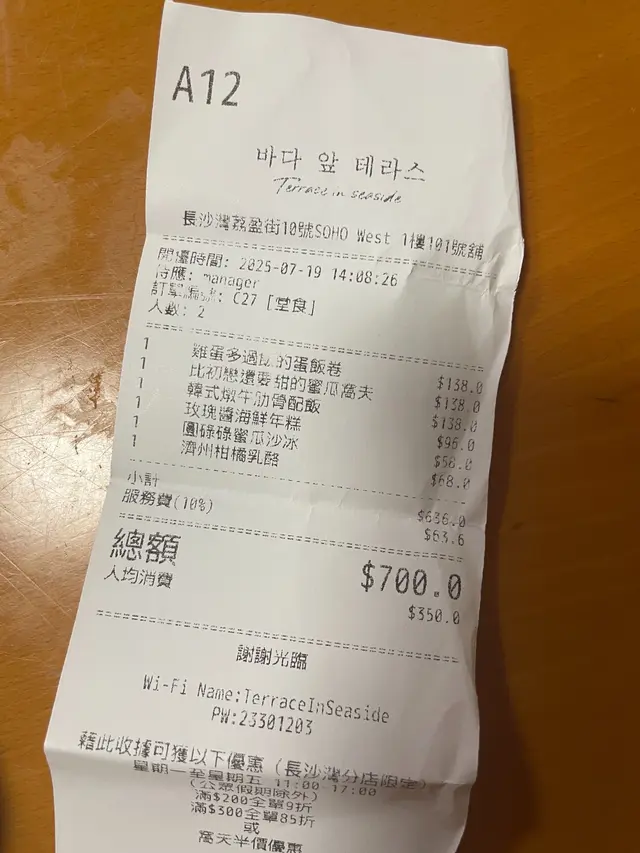 A12
바다 앞 테라스
Terrace in seaside
長沙灣荔盈街10號SOHO West 1樓101號舖
開檯時間: 2025-07-19 14:08:26
侍應: manager
訂單編號: C27 [堂食]
人數: 2
1 雞蛋多過 的蛋飯卷 $138.0
1 比初戀還要甜的蜜瓜窩夫 $138.0
1 韓式燉牛肋骨配飯 $138.0
1 玫瑰醬海鮮年糕 $96.0
1 圓碌碌蜜瓜沙冰 $58.0
1 濟州柑橘乳酪 $68.0
小計 $636.0
服務費(10%) $63.6
總額 $700.0
人均消費 $350.0
謝謝光臨
Wi-Fi Name:TerraceInSeaside
PW:23301203
藉此收據可獲以下優惠 (長沙灣分店限定)
星期一至星期五 11:00-17:00
(公眾假期除外)
滿$200全單9折
滿$300全單85折
或
窩夫半價優惠